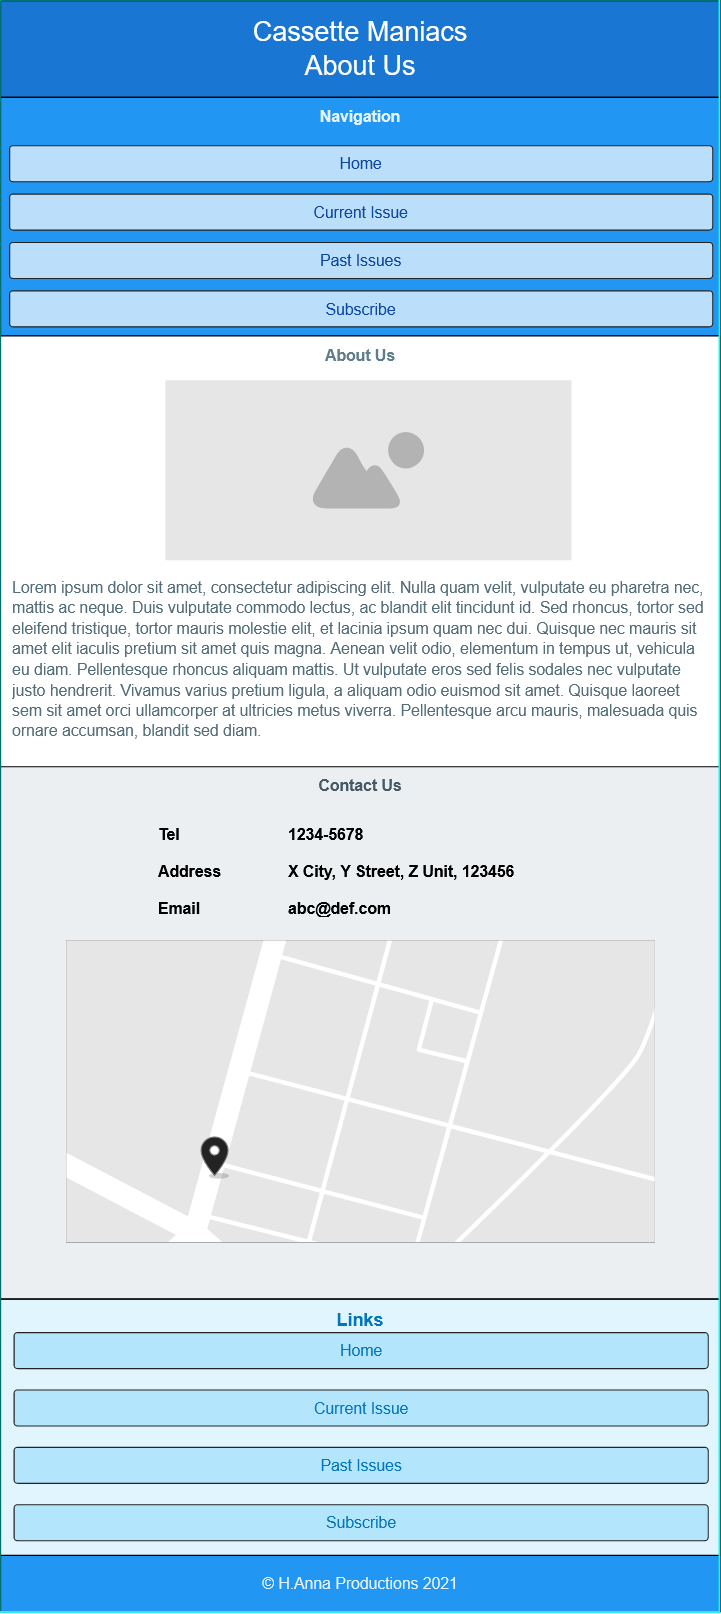 Cassette Maniacs
About Us
Navigation
Home
Current Issue
Past Issues
Subscribe
About Us
Lorem ipsum dolor sit amet, consectetur adipiscing elit. Nulla quam velit, vulputate eu pharetra nec,
mattis ac neque. Duis vulputate commodo lectus, ac blandit elit tincidunt id. Sed rhoncus, tortor sed
eleifend tristique, tortor mauris molestie elit, et lacinia ipsum quam nec dui. Quisque nec mauris sit
amet elit iaculis pretium sit amet quis magna. Aenean velit odio, elementum in tempus ut, vehicula
eu diam. Pellentesque rhoncus aliquam mattis. Ut vulputate eros sed felis sodales nec vulputate
justo hendrerit. Vivamus varius pretium ligula, a aliquam odio euismod sit amet. Quisque laoreet
sem sit amet orci ullamcorper at ultricies metus viverra. Pellentesque arcu mauris, malesuada quis
ornare accumsan, blandit sed diam.
Contact Us
Tel 1234-5678
Address X City, Y Street, Z Unit, 123456
Email abc@def.com
Links
Home
Current Issue
Past Issues
Subscribe
© H.Anna Productions 2021